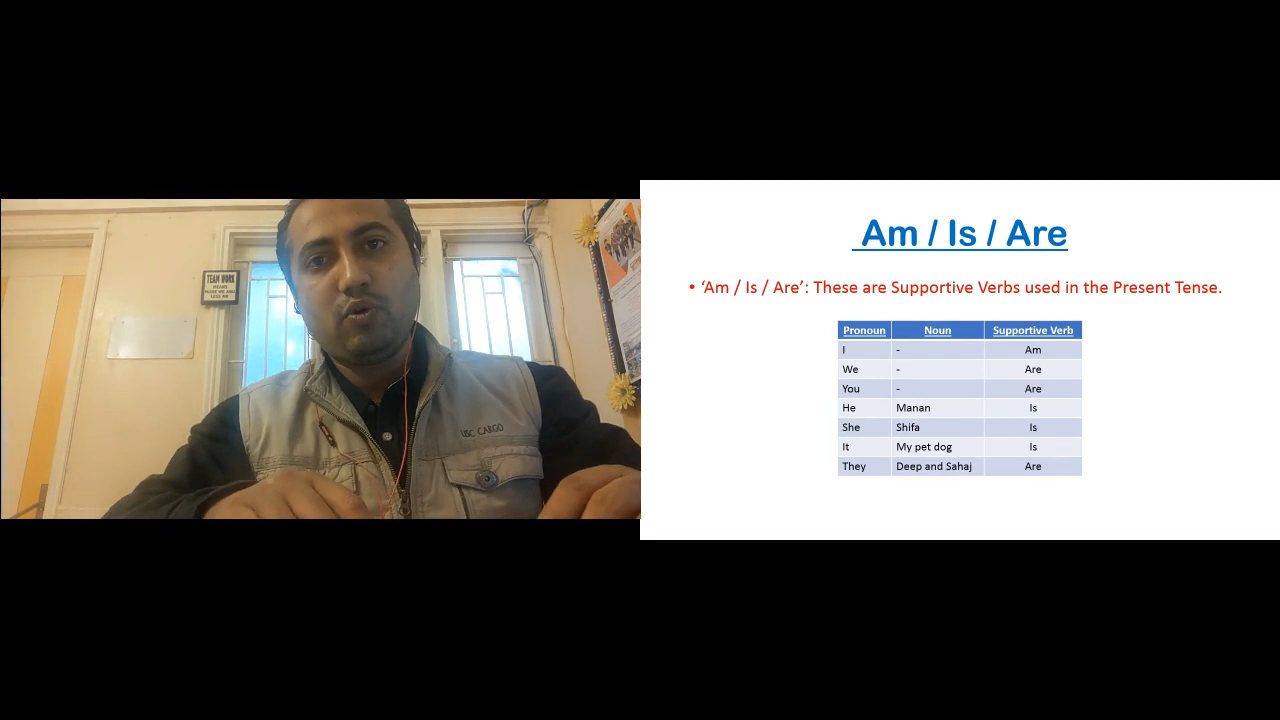 TEAM WORK
MEANS
USC CARGO
Am / Is / Are
• ‘Am / Is / Are’: These are Supportive Verbs used in the Present Tense.
Pronoun Noun Supportive Verb
I - Am
We - Are
You - Are
He Manan Is
She Shifa Is
It My pet dog Is
They Deep and Sahaj Are